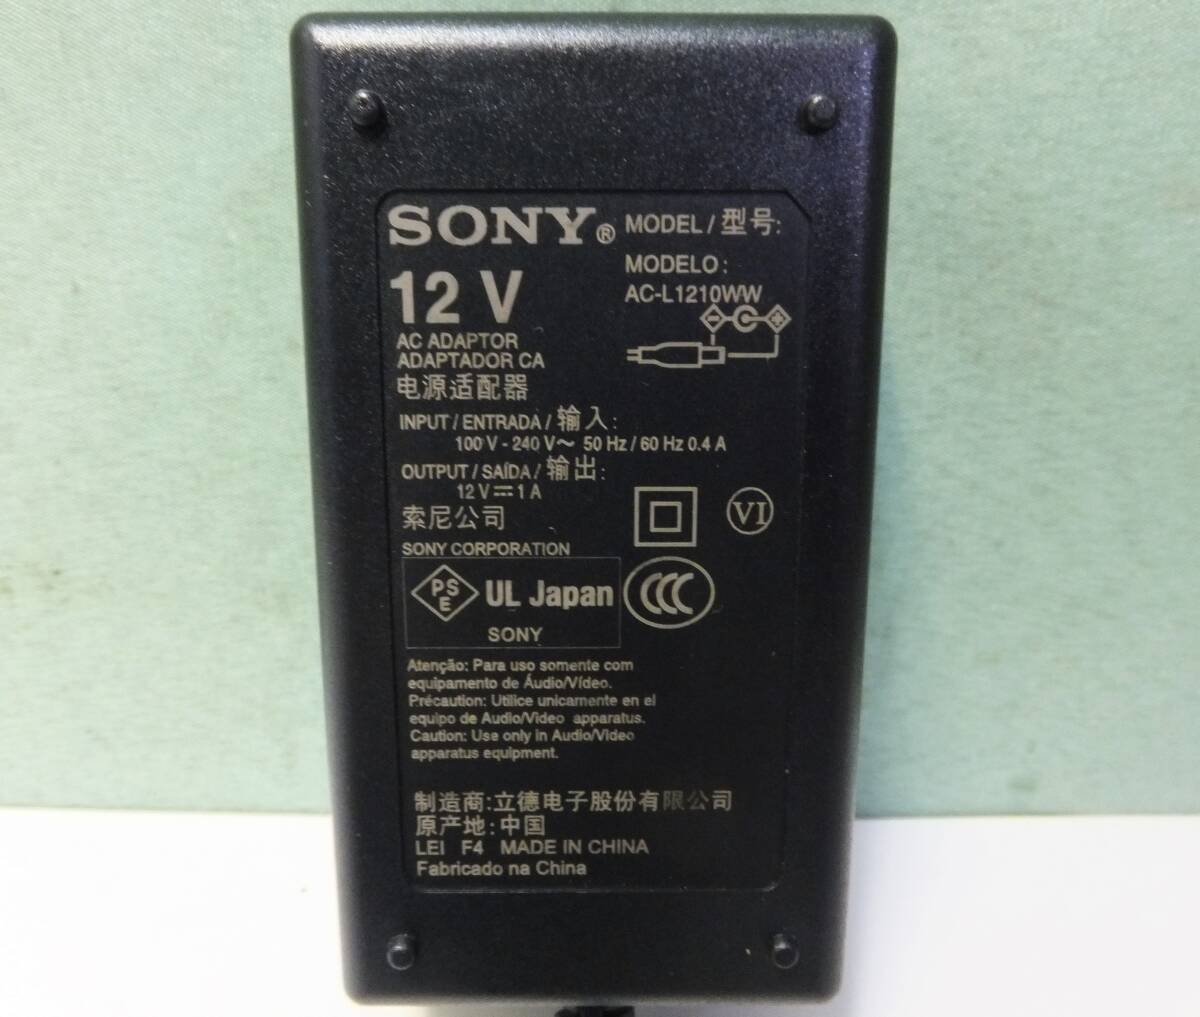 SONY® MODEL / 型号:
MODELO:
AC-L1210WW
12 V
AC ADAPTOR
ADAPTADOR CA
电源适配器
INPUT / ENTRADA / 输入:
100 V - 240 V～ 50 Hz / 60 Hz 0.4 A
OUTPUT / SAÍDA / 输出:
12 V⎓1 A
索尼公司
VI
SONY CORPORATION
PS
E
UL Japan
CCC
SONY
Atenção: Para uso somente com
equipamento de Áudio/Vídeo.
Précaution: Utilice unicamente en el
equipo de Audio/Video apparatus.
Caution: Use only in Audio/Video
apparatus equipment.
制造商:立德电子股份有限公司
原产地:中国
LEI F4 MADE IN CHINA
Fabricado na China